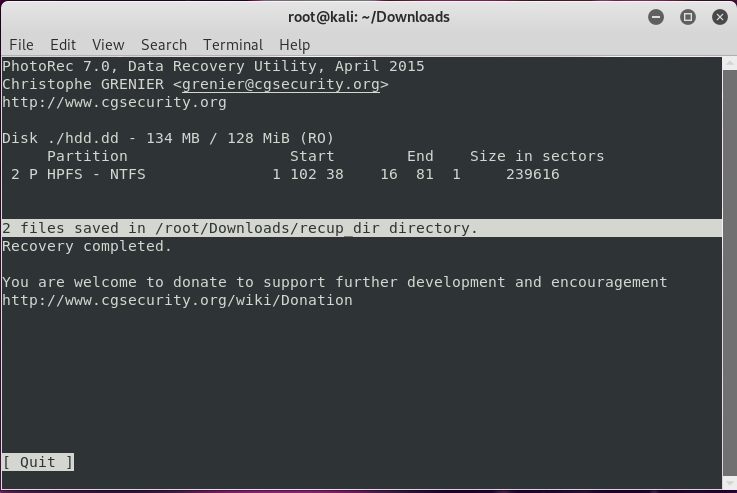 root@kali: ~/Downloads
File Edit View Search Terminal Help
PhotoRec 7.0, Data Recovery Utility, April 2015
Christophe GRENIER <grenier@cgsecurity.org>
http://www.cgsecurity.org
Disk ./hdd.dd - 134 MB / 128 MiB (RO)
Partition Start End Size in sectors
2 P HPFS - NTFS 1 102 38 16 81 1 239616
2 files saved in /root/Downloads/recup_dir directory.
Recovery completed.
You are welcome to donate to support further development and encouragement
http://www.cgsecurity.org/wiki/Donation
[ Quit ]